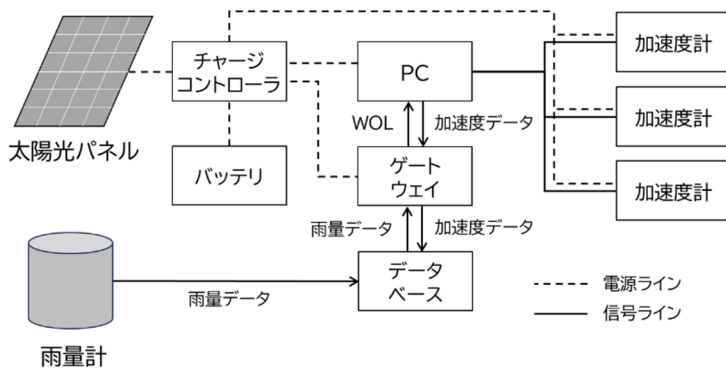 太陽光パネル
チャージ
コントローラ
バッテリ
PC
WOL
加速度データ
ゲート
ウェイ
雨量データ
加速度データ
データ
ベース
加速度計
加速度計
加速度計
雨量データ
雨量計
電源ライン
信号ライン